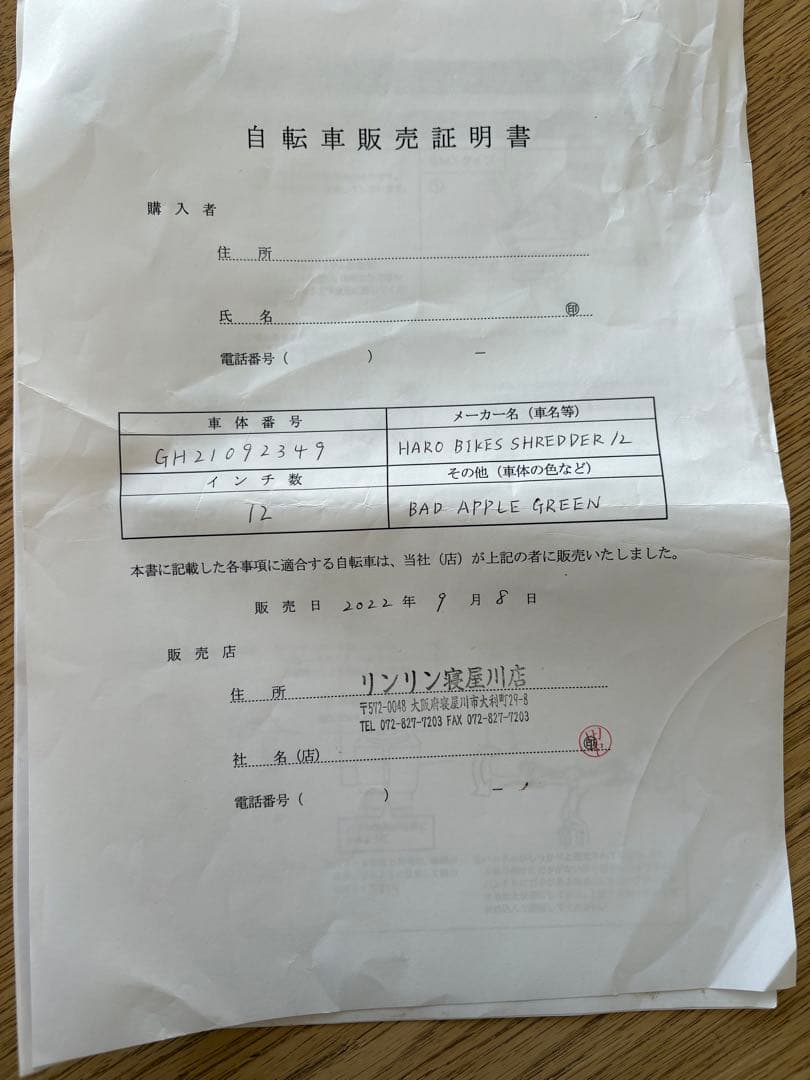 自転車販売証明書
購入者
住所
氏名 ㊞
電話番号（ ） －
車体番号 メーカー名（車名等）
GH21092349 HARO BIKES SHREDDER 12
インチ数 その他（車体の色など）
12 BAD APPLE GREEN
本書に記載した各事項に適合する自転車は、当社（店）が上記の者に販売いたしました。
販売日 2022年 9月 8日
販売店
リンリン寝屋川店
住所
〒572-0048 大阪府寝屋川市大利町29-8
TEL 072-827-7203 FAX 072-827-7203
社名（店） ㊞
電話番号（ ） －